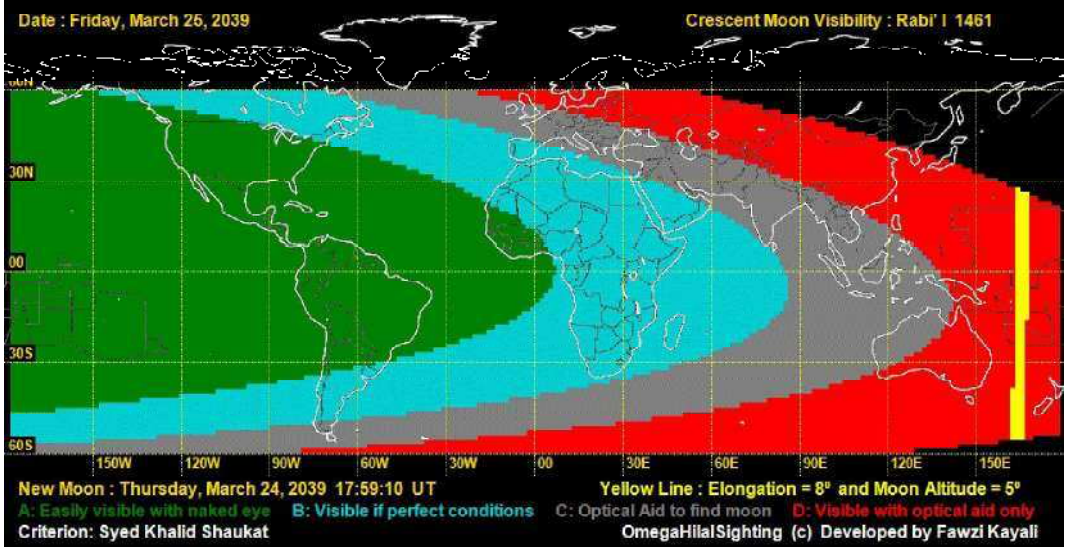 Date : Friday, March 25, 2039
Crescent Moon Visibility : Rabi' I 1461
60N
30N
00
30S
60S
150W 120W 90W 60W 30W 00 30E 60E 90E 120E 150E
New Moon : Thursday, March 24, 2039 17:59:10 UT
Yellow Line : Elongation = 8º and Moon Altitude = 5º
A: Easily visible with naked eye B: Visible if perfect conditions C: Optical Aid to find moon D: Visible with optical aid only
Criterion: Syed Khalid Shaukat
OmegaHilalSighting (c) Developed by Fawzi Kayali